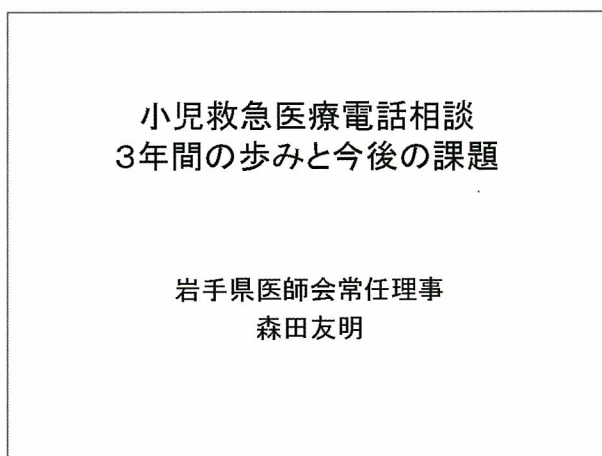 小児救急医療電話相談
３年間の歩みと今後の課題
岩手県医師会常任理事
森田友明